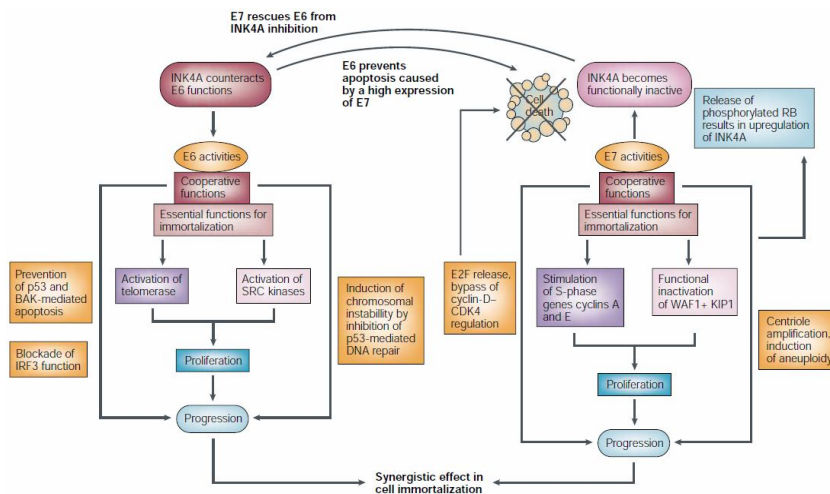 E7 rescues E6 from
INK4A inhibition
INK4A counteracts
E6 functions
E6 prevents
apoptosis caused
by a high expression
of E7
Cell
death
INK4A becomes
functionally inactive
Release of
phosphorylated RB
results in upregulation
of INK4A
E6 activities
Cooperative
functions
Essential functions for
immortalization
E7 activities
Cooperative
functions
Essential functions for
immortalization
Prevention
of p53 and
BAK-mediated
apoptosis
Blockade of
IRF3 function
Activation of
telomerase
Activation of
SRC kinases
Induction of
chromosomal
instability by
inhibition of
p53-mediated
DNA repair
E2F release,
bypass of
cyclin-D–
CDK4
regulation
Stimulation
of S-phase
genes cyclins A
and E
Functional
inactivation
of WAF1+ KIP1
Centriole
amplification,
induction
of aneuploidy
Proliferation
Progression
Proliferation
Progression
Synergistic effect in
cell immortalization